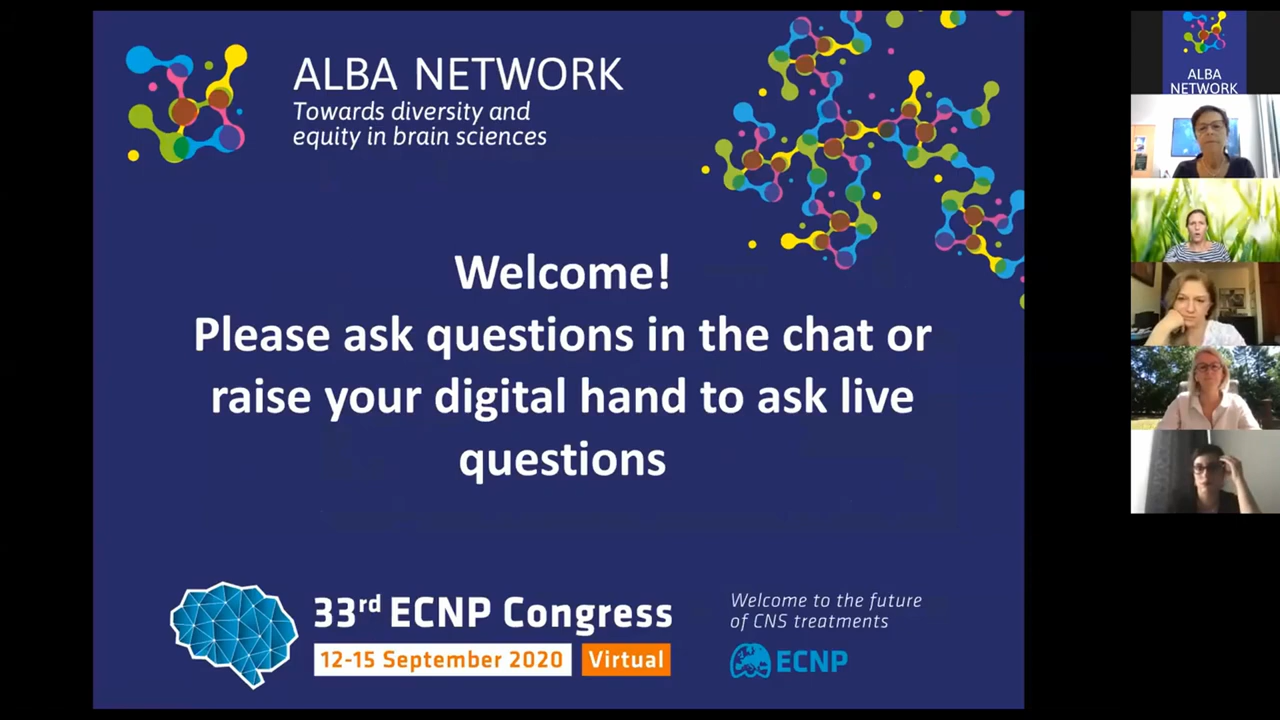 ALBA NETWORK
Towards diversity and
equity in brain sciences
Welcome!
Please ask questions in the chat or
raise your digital hand to ask live
questions
33rd ECNP Congress
12-15 September 2020
Virtual
Welcome to the future
of CNS treatments
ECNP
ALBA
NETWORK